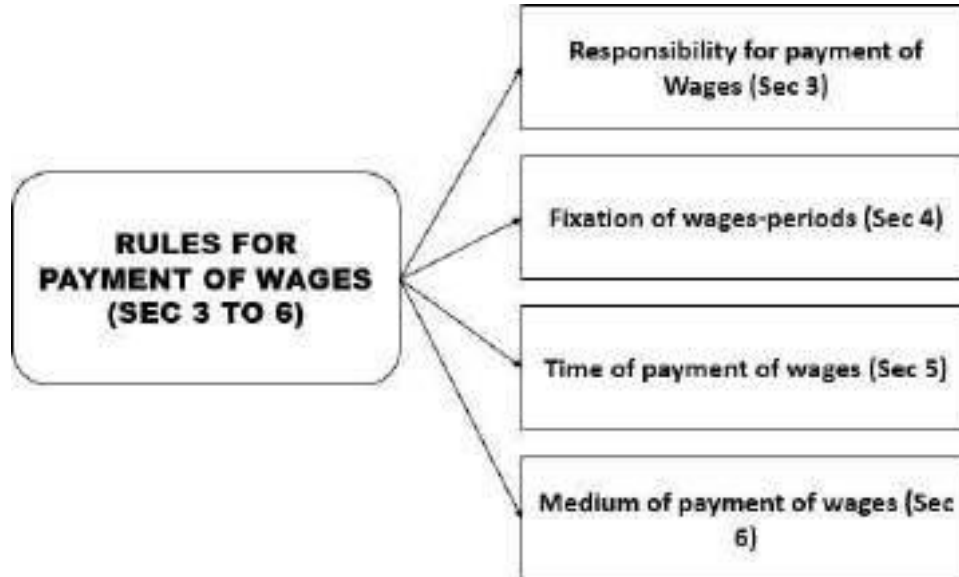 RULES FOR
PAYMENT OF WAGES
(SEC 3 TO 6)
Responsibility for payment of
Wages (Sec 3)
Fixation of wages-periods (Sec 4)
Time of payment of wages (Sec 5)
Medium of payment of wages (Sec
6)